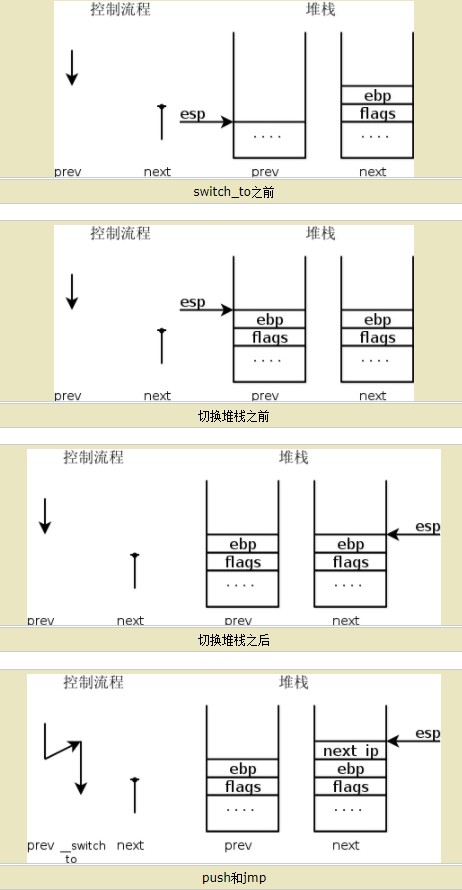 控制流程 堆栈
ebp
esp flags
.... ....
prev next prev next
switch_to之前
控制流程 堆栈
esp
ebp ebp
flags flags
.... ....
prev next prev next
切换堆栈之前
控制流程 堆栈
esp
ebp ebp
flags flags
.... ....
prev next prev next
切换堆栈之后
控制流程 堆栈
esp
next_ip
ebp ebp
flags flags
.... ....
prev __switch next prev next
to
push和jmp